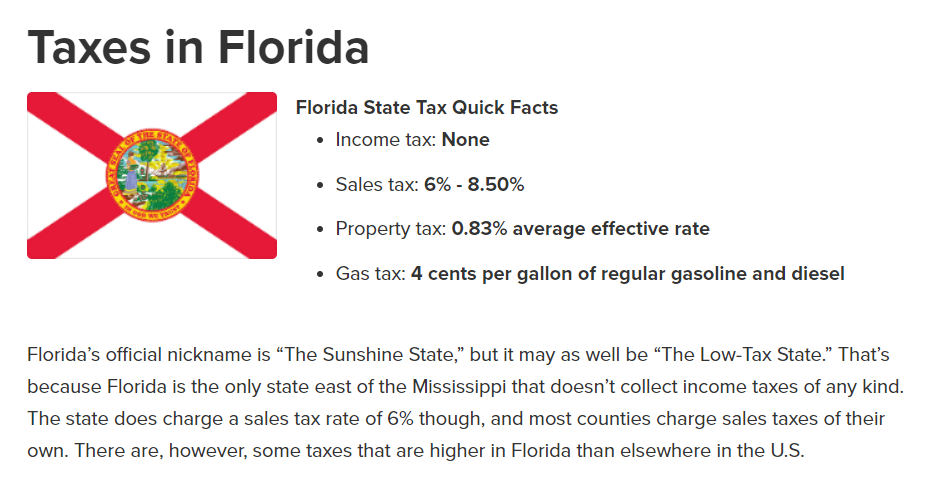 Taxes in Florida
GREAT SEAL OF THE STATE OF FLORIDA
IN GOD WE TRUST
Florida State Tax Quick Facts
• Income tax: None
• Sales tax: 6% - 8.50%
• Property tax: 0.83% average effective rate
• Gas tax: 4 cents per gallon of regular gasoline and diesel
Florida’s official nickname is “The Sunshine State,” but it may as well be “The Low-Tax State.” That’s
because Florida is the only state east of the Mississippi that doesn’t collect income taxes of any kind.
The state does charge a sales tax rate of 6% though, and most counties charge sales taxes of their
own. There are, however, some taxes that are higher in Florida than elsewhere in the U.S.